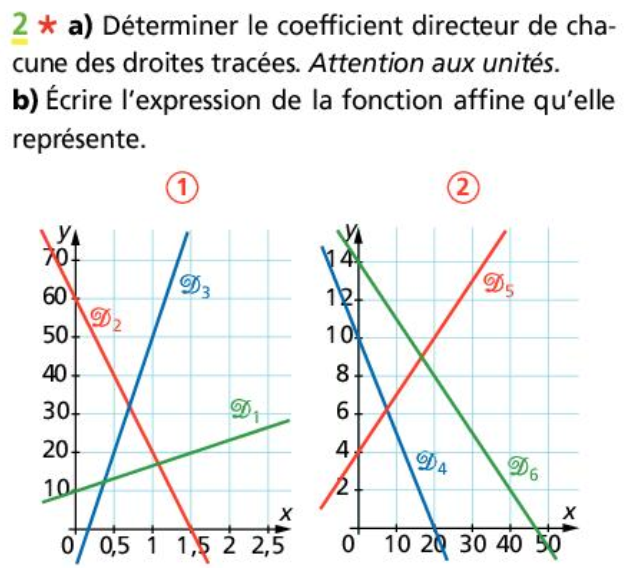 2 * a) Déterminer le coefficient directeur de cha-
cune des droites tracées. Attention aux unités.
b) Écrire l'expression de la fonction affine qu'elle
représente.
1
2
y
70
60
50
40
30
20
10
0 0,5 1 1,5 2 2,5
x
D2
D3
D1
y
14
12
10
8
6
4
2
0 10 20 30 40 50
x
D5
D4
D6